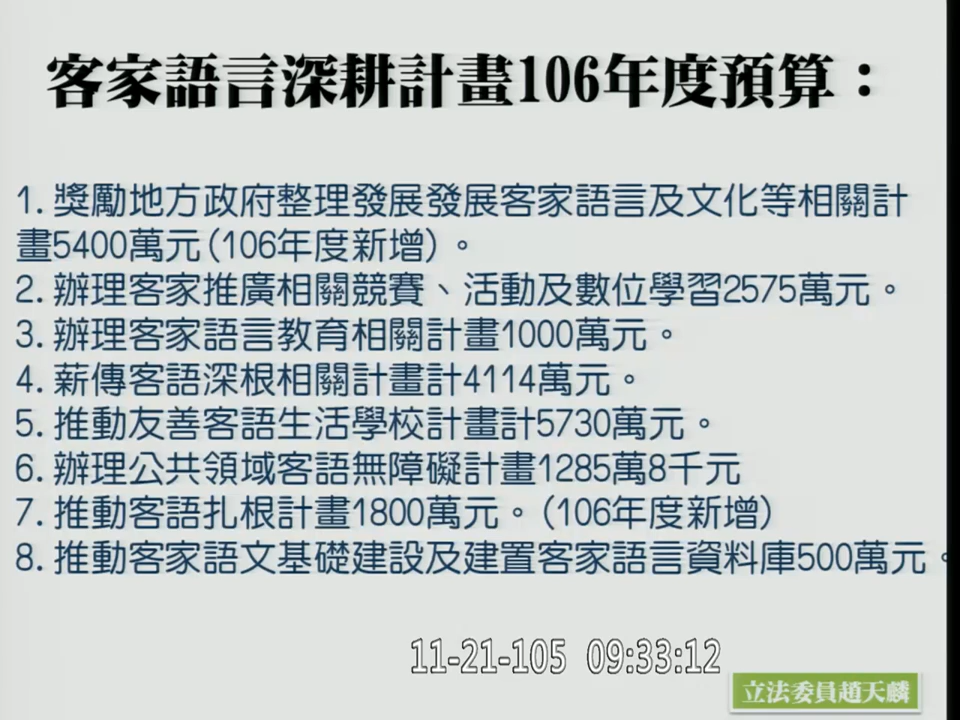 客家語言深耕計畫106年度預算：
1.獎勵地方政府整理發展發展客家語言及文化等相關計
畫5400萬元(106年度新增)。
2.辦理客家推廣相關競賽、活動及數位學習2575萬元。
3.辦理客家語言教育相關計畫1000萬元。
4.薪傳客語深根相關計畫計4114萬元。
5.推動友善客語生活學校計畫計5730萬元。
6.辦理公共領域客語無障礙計畫1285萬8千元
7.推動客語扎根計畫1800萬元。(106年度新增)
8.推動客家語文基礎建設及建置客家語言資料庫500萬元。
11-21-105 09:33:12
立法委員趙天麟